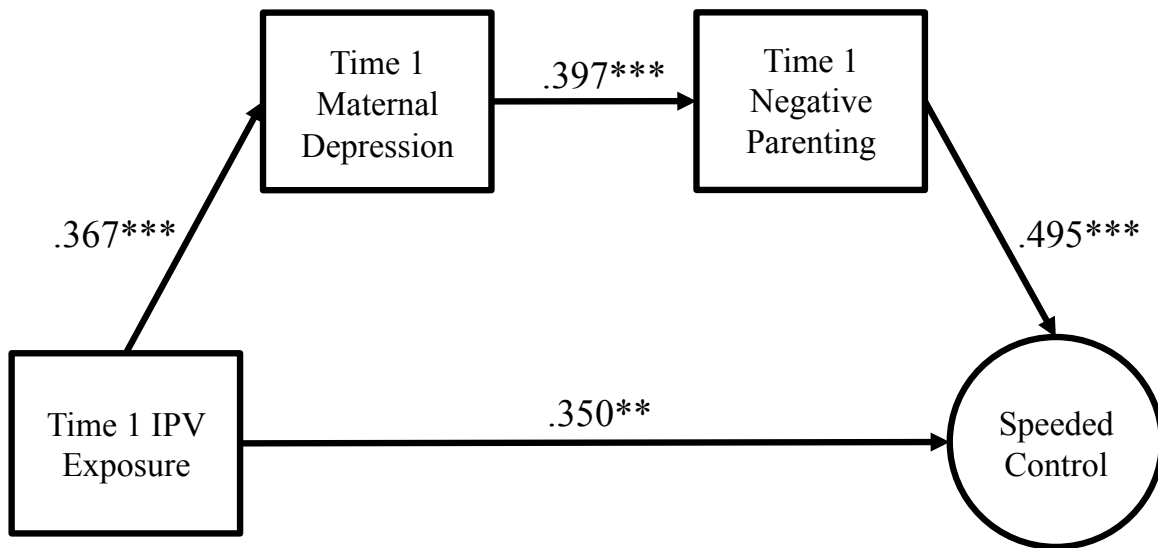 Time 1
Maternal
Depression
.397***
Time 1
Negative
Parenting
.367***
.495***
Time 1 IPV
Exposure
.350**
Speeded
Control